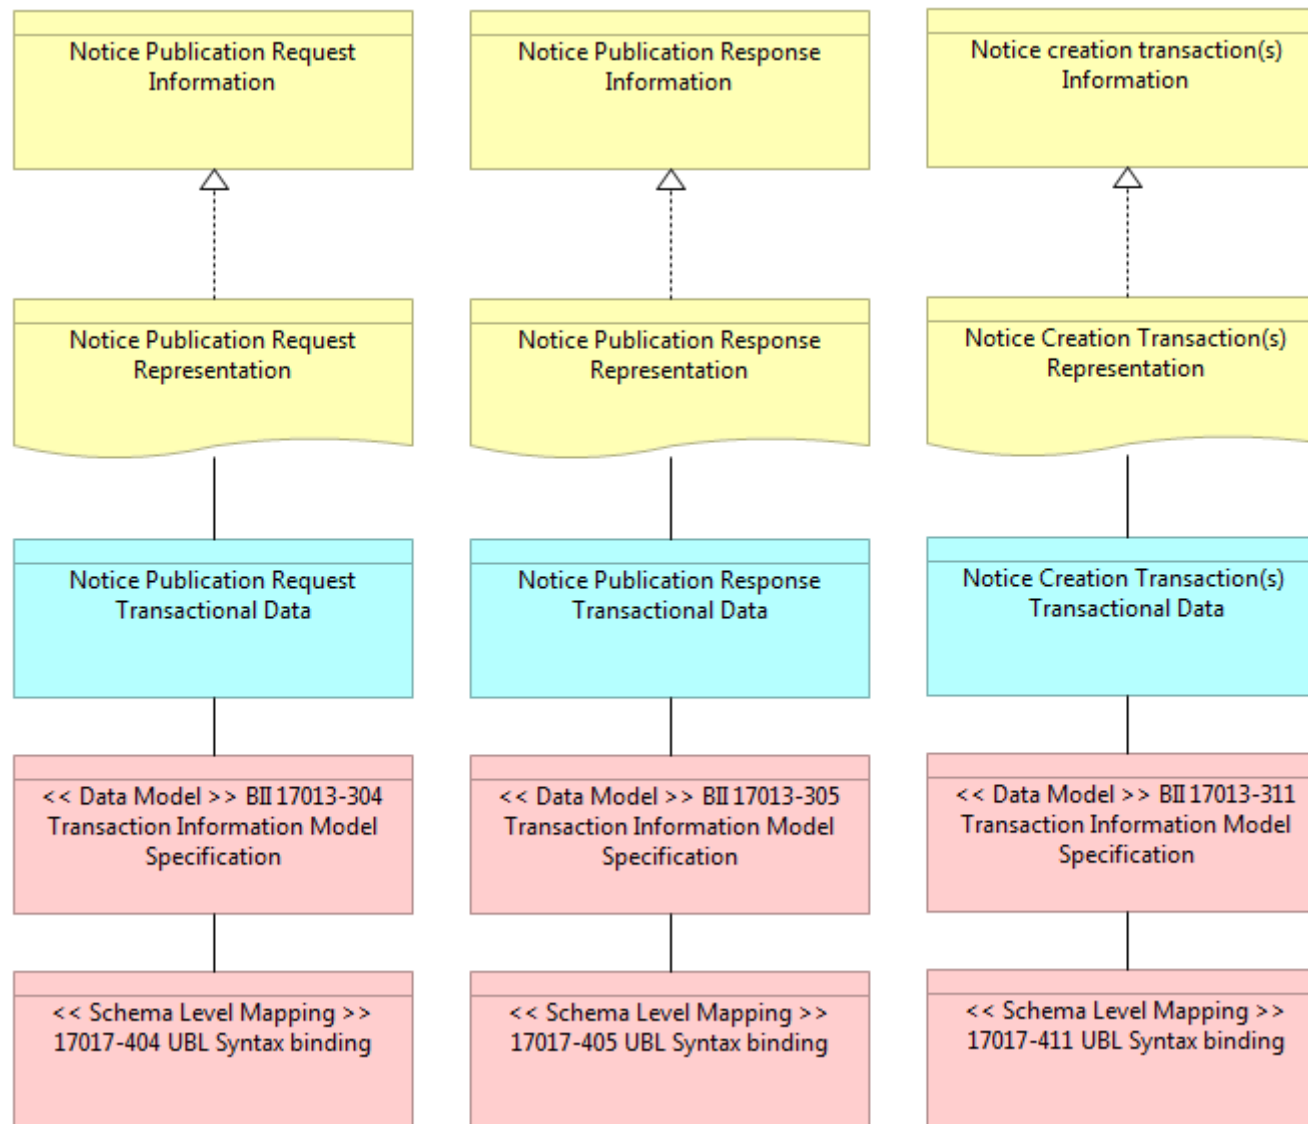 Notice Publication Request
Information
Notice Publication Response
Information
Notice creation transaction(s)
Information
Notice Publication Request
Representation
Notice Publication Response
Representation
Notice Creation Transaction(s)
Representation
Notice Publication Request
Transactional Data
Notice Publication Response
Transactional Data
Notice Creation Transaction(s)
Transactional Data
<< Data Model >> BII 17013-304
Transaction Information Model
Specification
<< Data Model >> BII 17013-305
Transaction Information Model
Specification
<< Data Model >> BII 17013-311
Transaction Information Model
Specification
<< Schema Level Mapping >>
17017-404 UBL Syntax binding
<< Schema Level Mapping >>
17017-405 UBL Syntax binding
<< Schema Level Mapping >>
17017-411 UBL Syntax binding